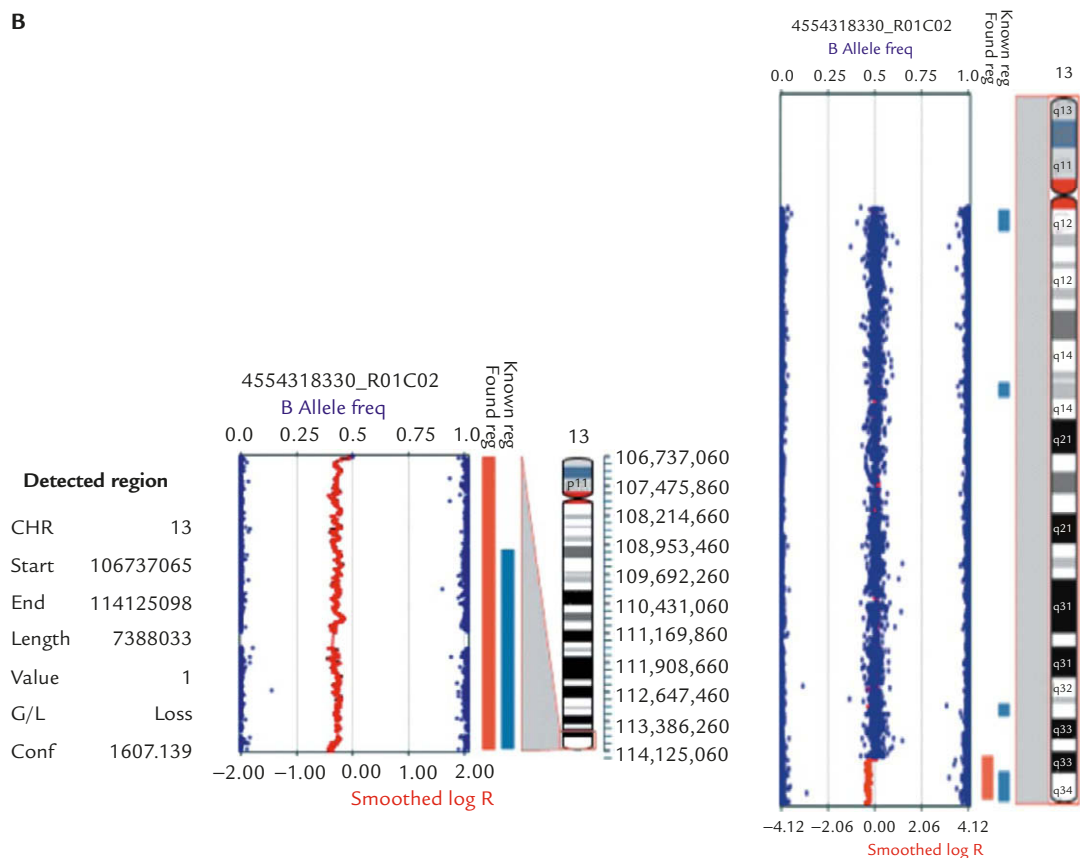 B
4554318330_R01C02
B Allele freq
Found reg
Known reg
0.0 0.25 0.5 0.75 1.0
13
q13
q11
q12
q12
q14
q14
q21
q21
q31
q31
q32
q33
q33
q34
−4.12 −2.06 0.00 2.06 4.12
Smoothed log R
4554318330_R01C02
B Allele freq
Found reg
Known reg
0.0 0.25 0.5 0.75 1.0
13
p11
106,737,060
107,475,860
108,214,660
108,953,460
109,692,260
110,431,060
111,169,860
111,908,660
112,647,460
113,386,260
114,125,060
−2.00 −1.00 0.00 1.00 2.00
Smoothed log R
Detected region
CHR 13
Start 106737065
End 114125098
Length 7388033
Value 1
G/L Loss
Conf 1607.139